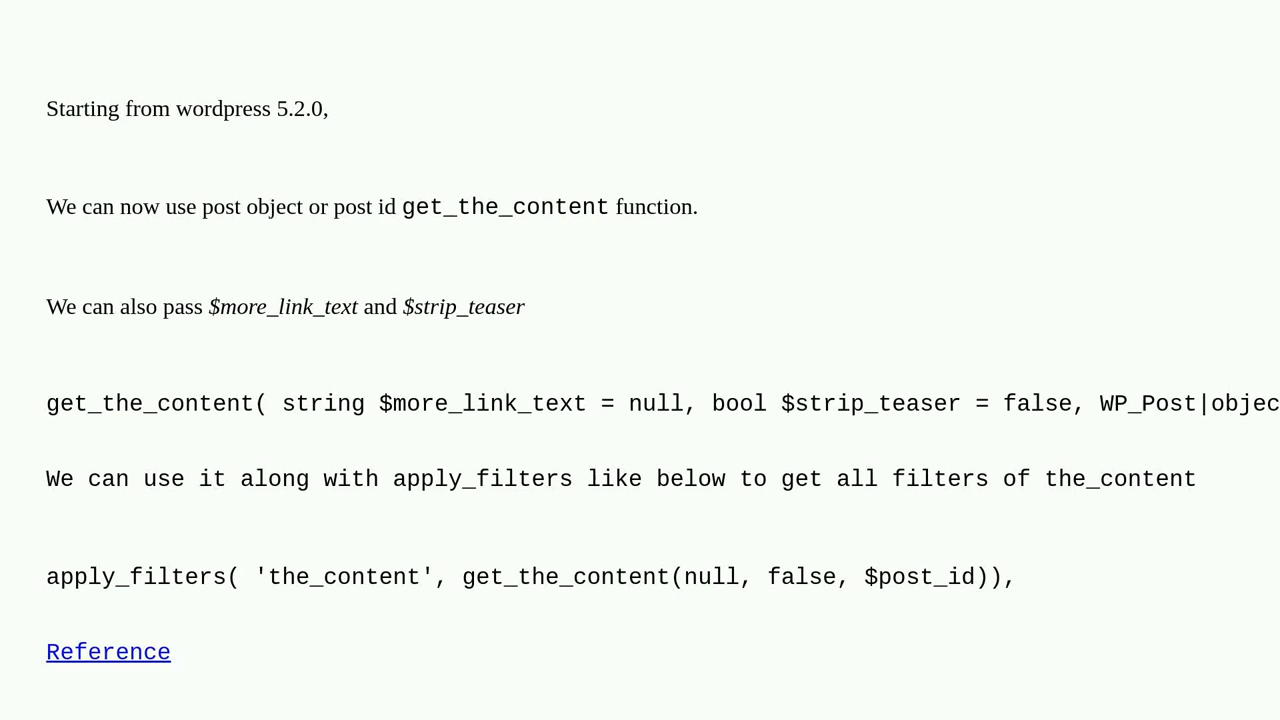 Starting from wordpress 5.2.0,
We can now use post object or post id get_the_content function.
We can also pass $more_link_text and $strip_teaser
get_the_content( string $more_link_text = null, bool $strip_teaser = false, WP_Post|objec
We can use it along with apply_filters like below to get all filters of the_content
apply_filters( 'the_content', get_the_content(null, false, $post_id)),
Reference